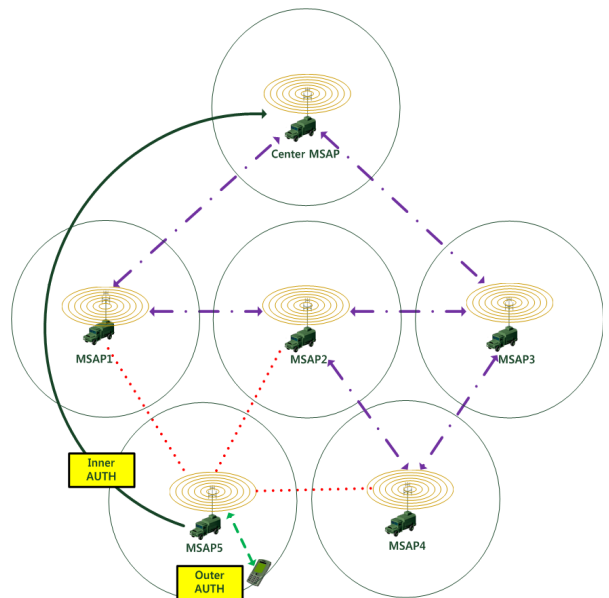 Center MSAP
MSAP1
MSAP2
MSAP3
Inner
AUTH
MSAP5
MSAP4
Outer
AUTH